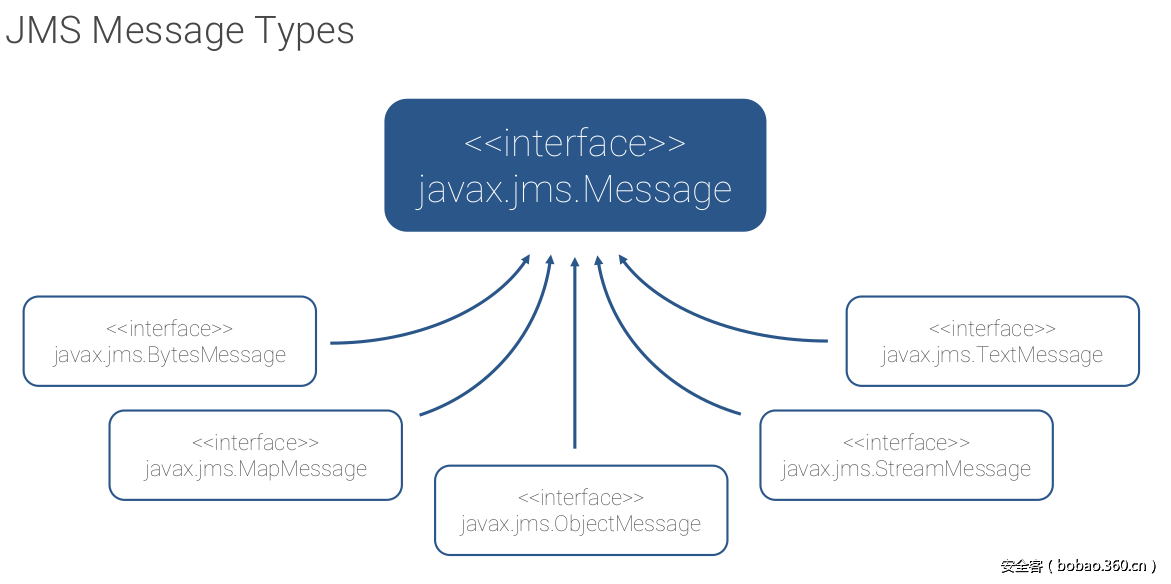 JMS Message Types
<<interface>>
javax.jms.Message
<<interface>>
javax.jms.BytesMessage
<<interface>>
javax.jms.TextMessage
<<interface>>
javax.jms.MapMessage
<<interface>>
javax.jms.StreamMessage
<<interface>>
javax.jms.ObjectMessage
安全客（bobao.360.cn）